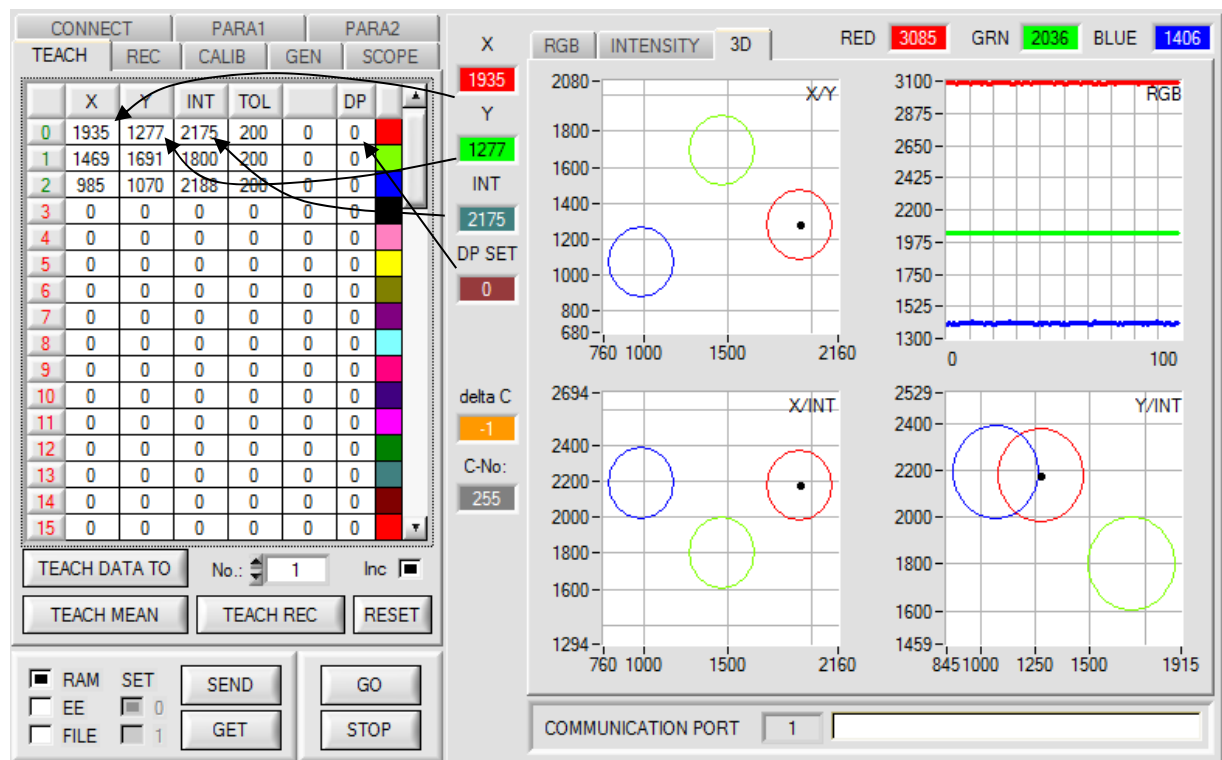 CONNECT PARA1 PARA2
TEACH REC CALIB GEN SCOPE
X Y INT TOL DP
0 1935 1277 2175 200 0 0
1 1469 1691 1800 200 0 0
2 985 1070 2188 200 0 0
3 0 0 0 0 0 0
4 0 0 0 0 0 0
5 0 0 0 0 0 0
6 0 0 0 0 0 0
7 0 0 0 0 0 0
8 0 0 0 0 0 0
9 0 0 0 0 0 0
10 0 0 0 0 0 0
11 0 0 0 0 0 0
12 0 0 0 0 0 0
13 0 0 0 0 0 0
14 0 0 0 0 0 0
15 0 0 0 0 0 0
TEACH DATA TO No.: 1 Inc
TEACH MEAN TEACH REC RESET
RAM SET SEND GO
EE 0
FILE 1 GET STOP
X
1935
Y
1277
INT
2175
DP SET
0
delta C
-1
C-No:
255
RGB INTENSITY 3D RED 3085 GRN 2036 BLUE 1406
X/Y
2080
1800
1600
1400
1200
1000
800
680
760 1000 1500 2160
RGB
3100
2875
2650
2425
2200
1975
1750
1525
1300
0 100
X/INT
2694
2400
2200
2000
1800
1600
1294
760 1000 1500 2160
Y/INT
2529
2400
2200
2000
1800
1600
1459
845 1000 1250 1500 1915
COMMUNICATION PORT 1